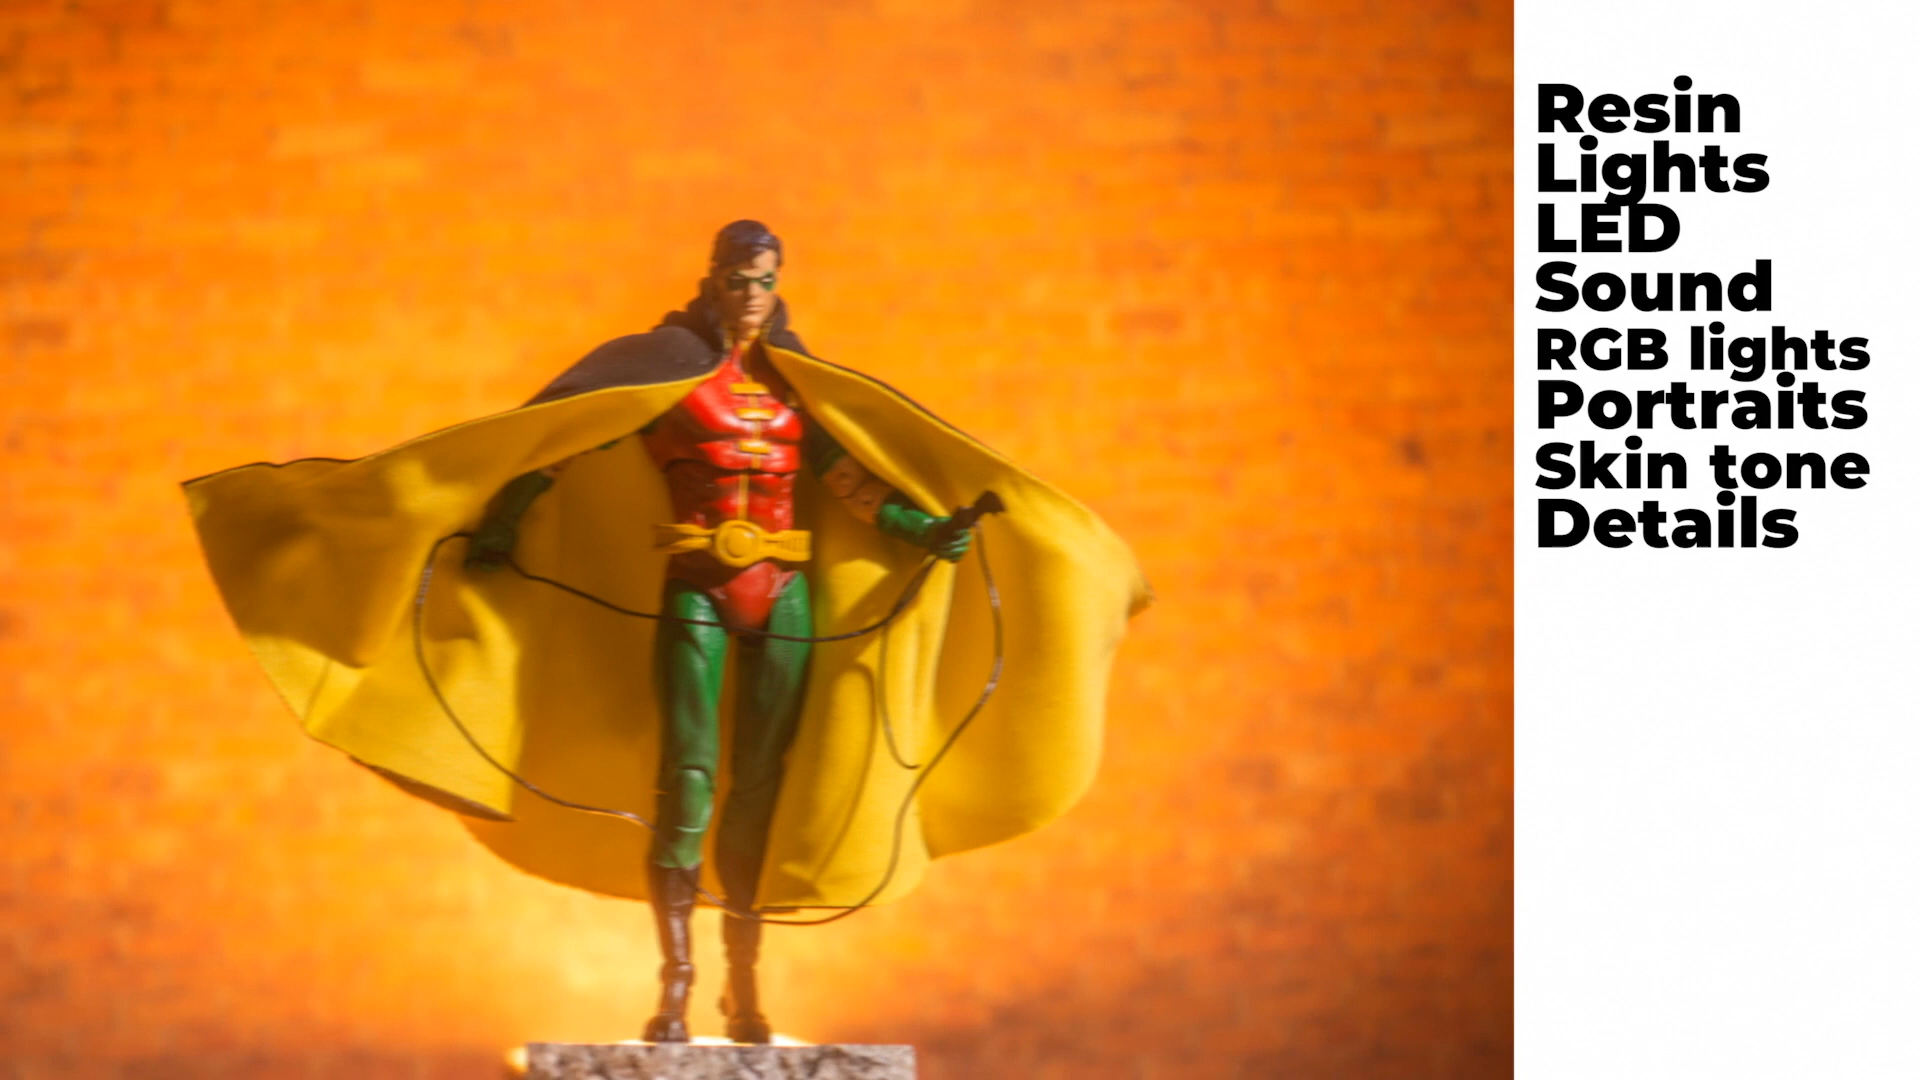 Resin
Lights
LED
Sound
RGB lights
Portraits
Skin tone
Details